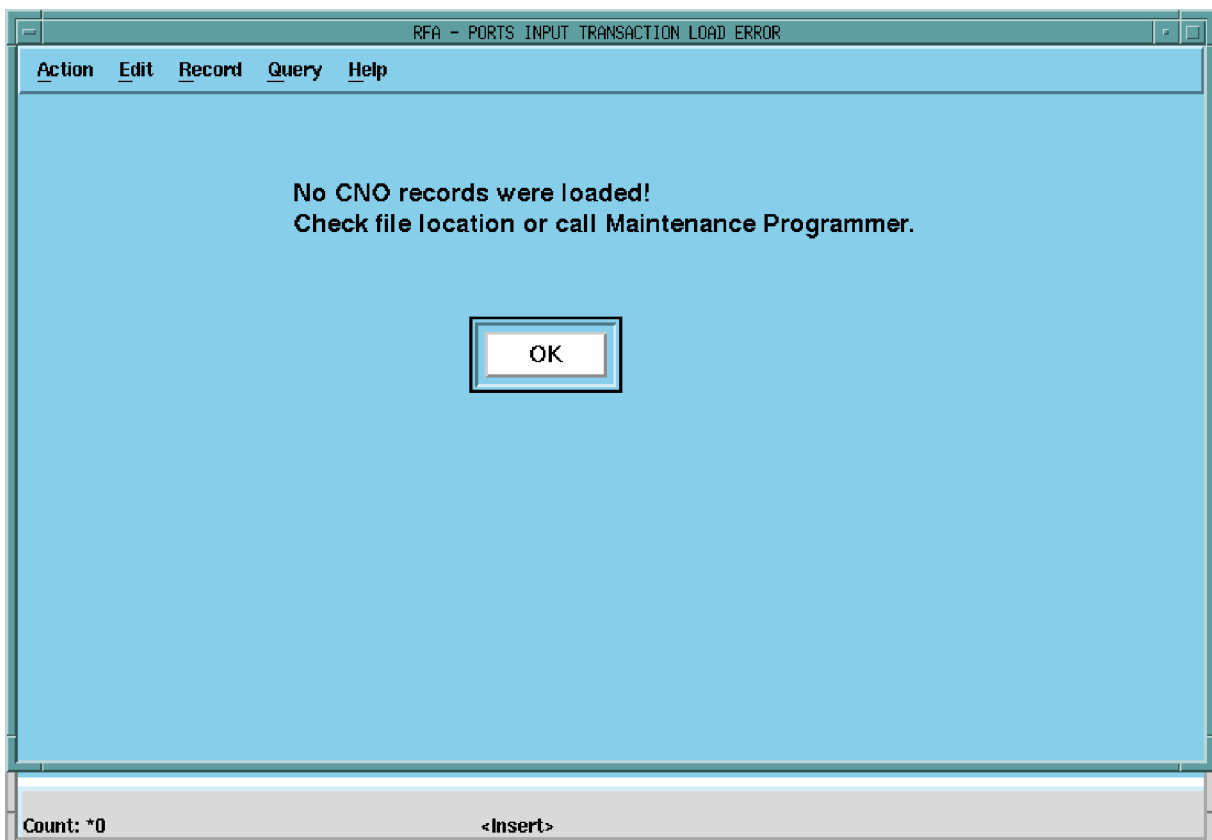 RFA - PORTS INPUT TRANSACTION LOAD ERROR
Action Edit Record Query Help
No CNO records were loaded!
Check file location or call Maintenance Programmer.
OK
Count: *0 <Insert>